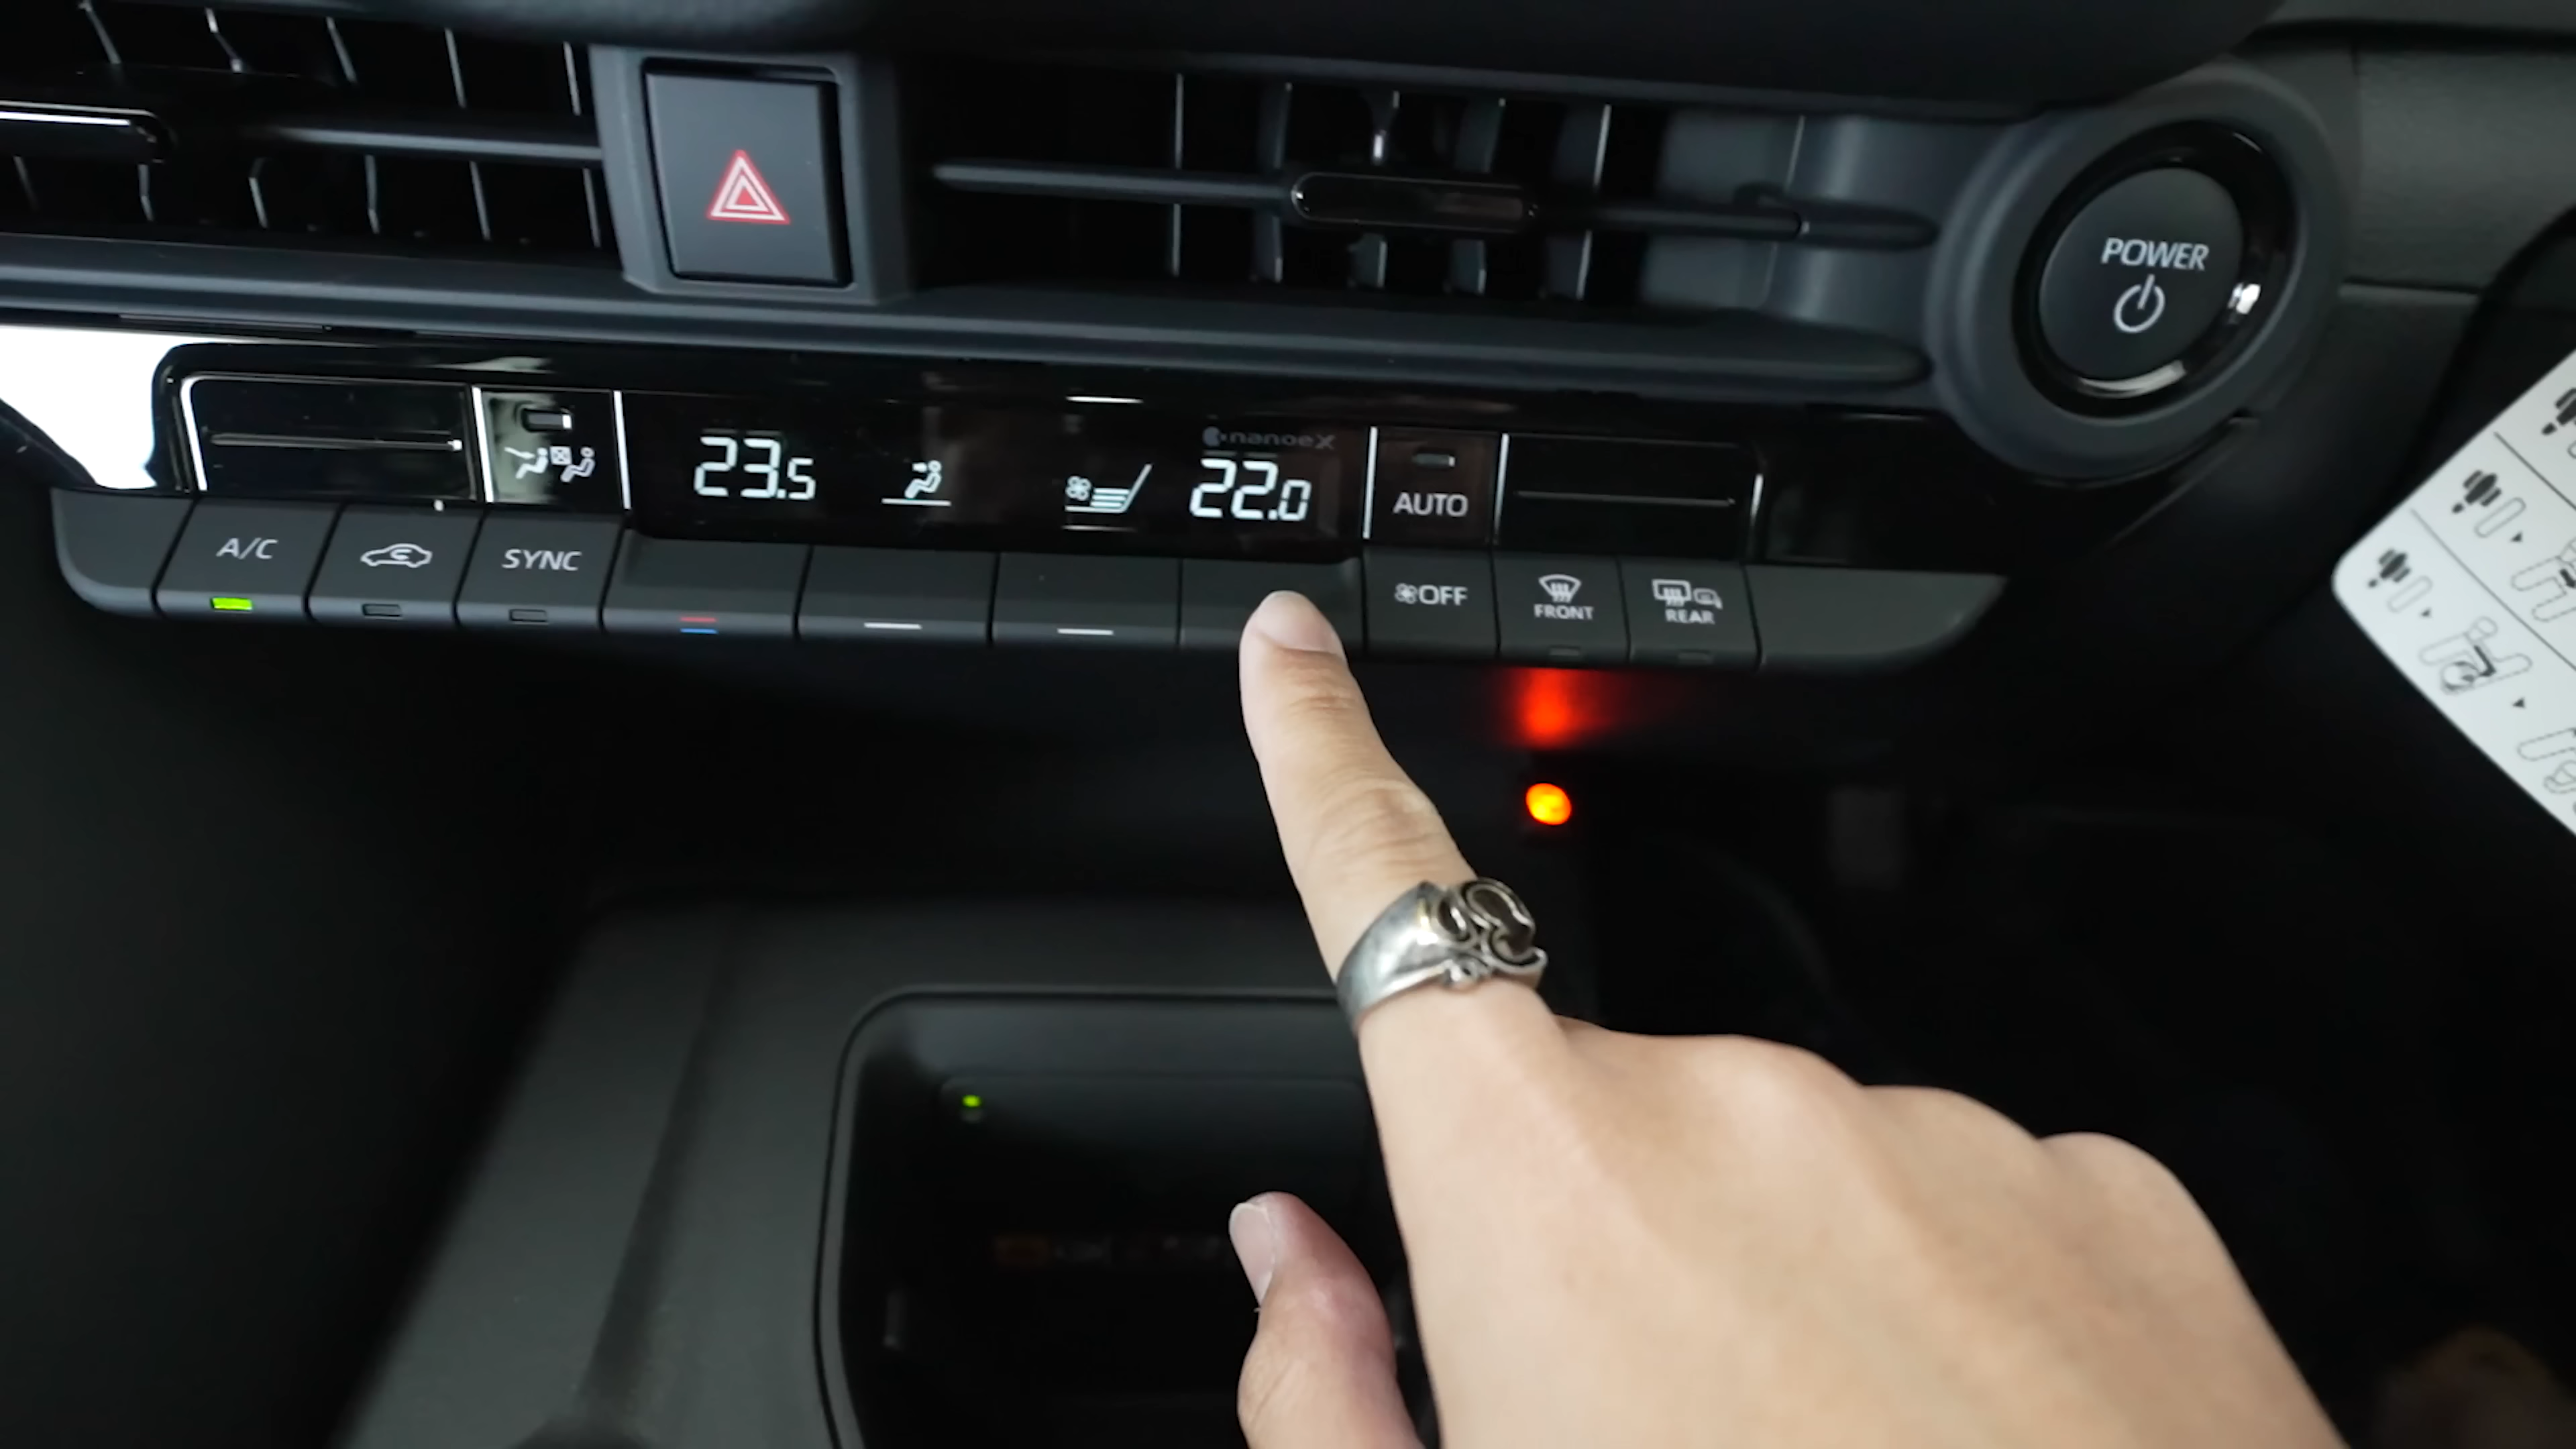 POWER
nanoeX
23.5
22.0
AUTO
A/C
SYNC
OFF
FRONT
REAR